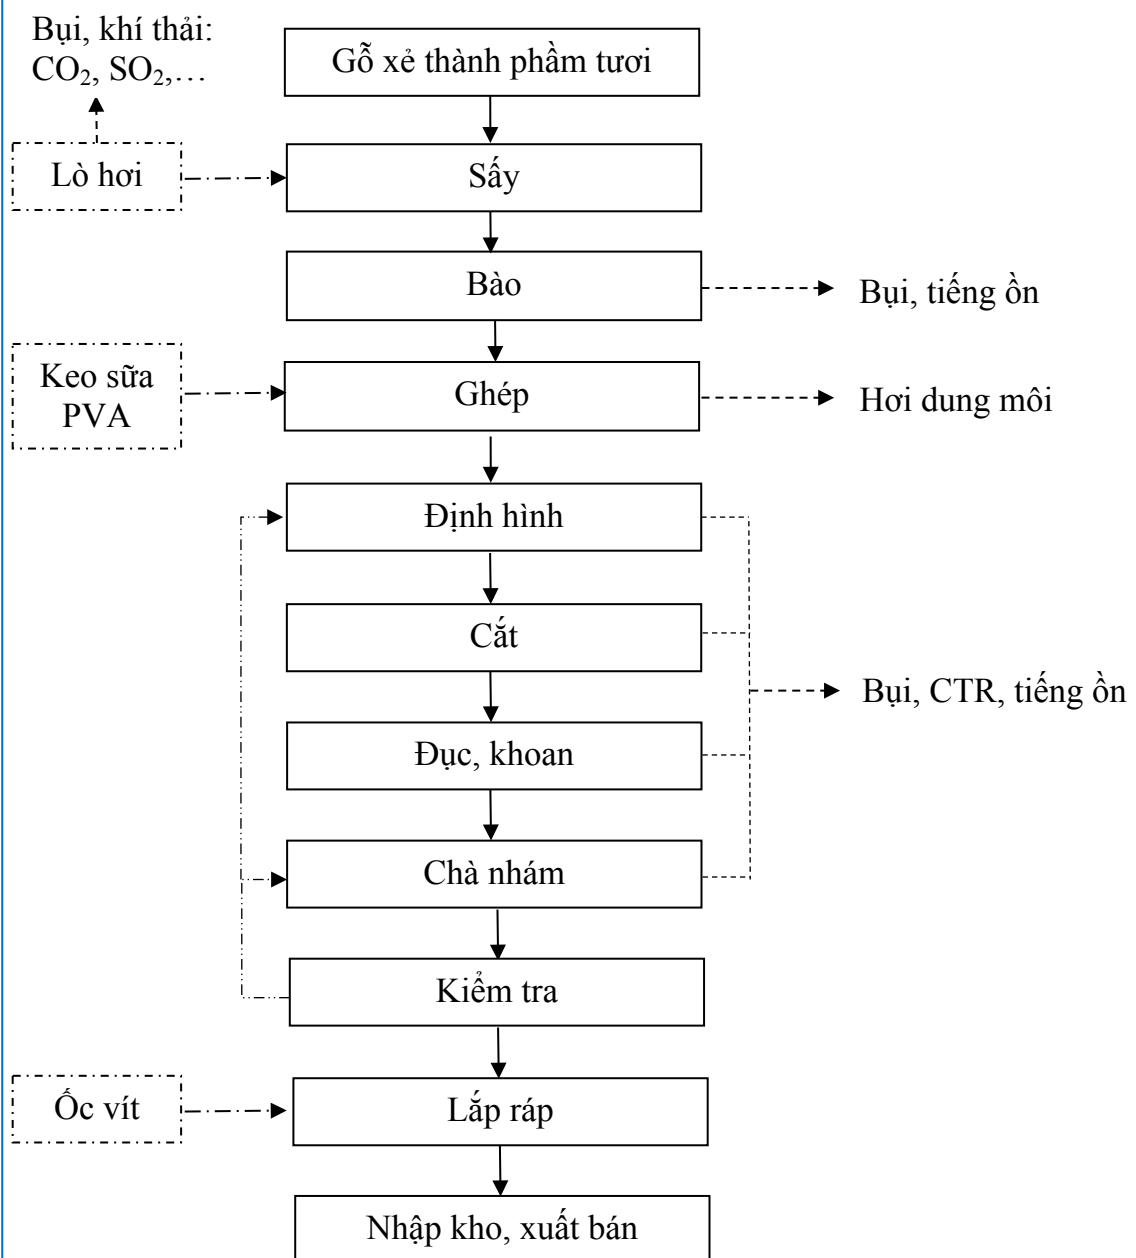 Bụi, khí thải:
CO₂, SO₂,…
Gỗ xẻ thành phầm tươi
Lò hơi
Sấy
Bào
Bụi, tiếng ồn
Keo sữa
PVA
Ghép
Hơi dung môi
Định hình
Cắt
Bụi, CTR, tiếng ồn
Đục, khoan
Chà nhám
Kiểm tra
Ốc vít
Lắp ráp
Nhập kho, xuất bán